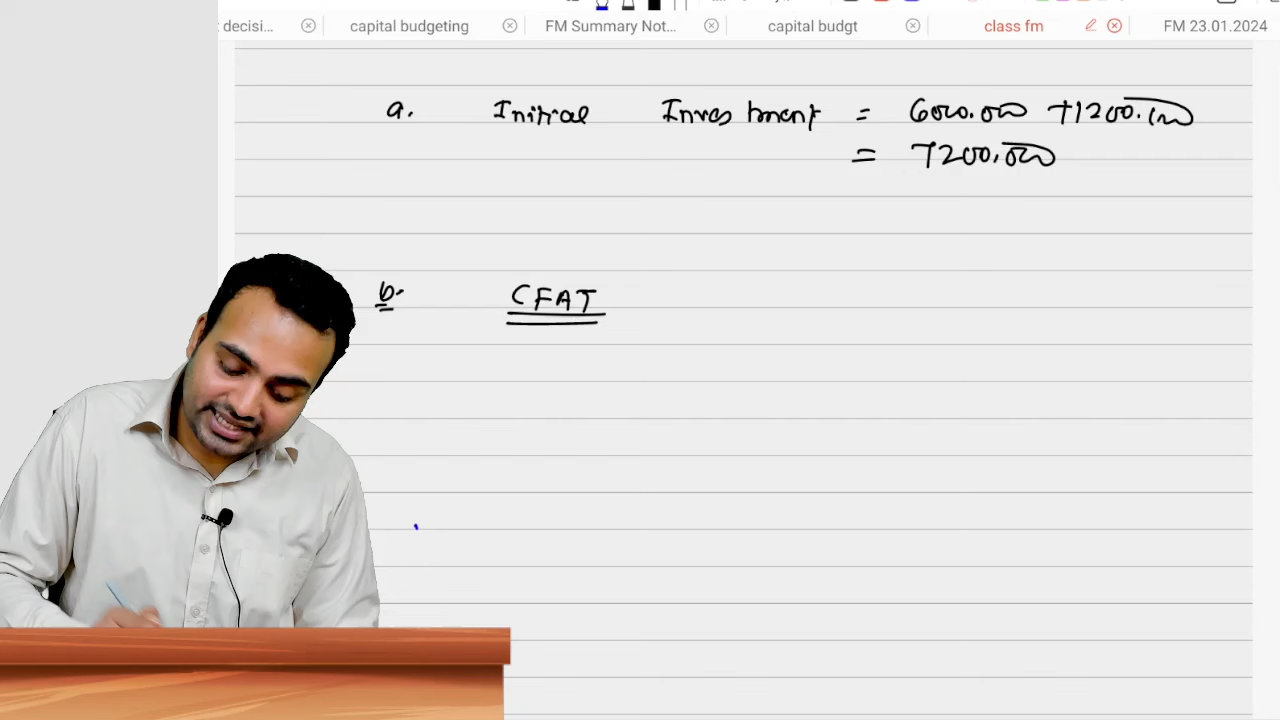 t decisi... capital budgeting FM Summary Not... capital budgt class fm FM 23.01.2024
a. Initial Investment = 6000.000 + 1200.000
= 7200.000
b. CFAT